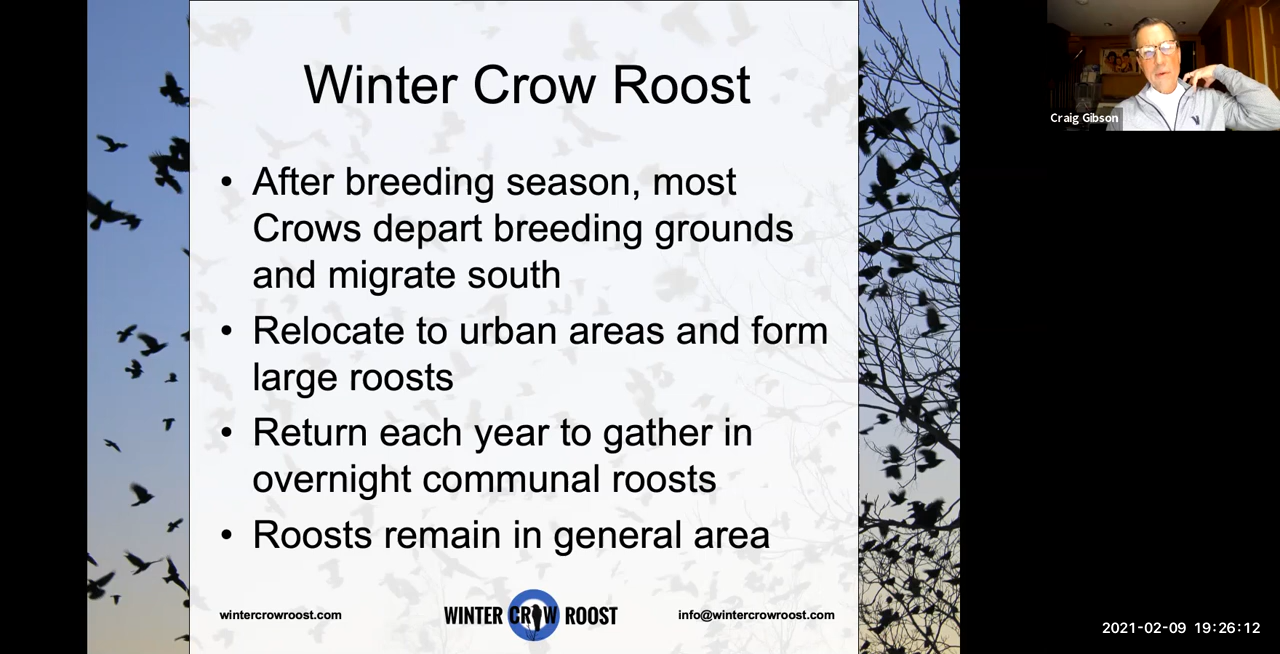 Winter Crow Roost
• After breeding season, most
Crows depart breeding grounds
and migrate south
• Relocate to urban areas and form
large roosts
• Return each year to gather in
overnight communal roosts
• Roosts remain in general area
wintercrowroost.com
WINTER CROW ROOST
info@wintercrowroost.com
Craig Gibson
2021-02-09 19:26:12